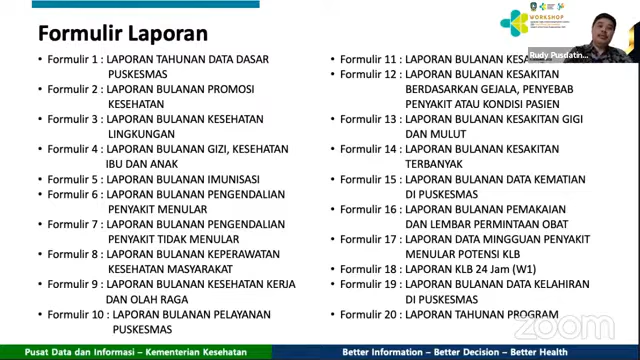 Formulir Laporan
WORKSHOP
Rudy Pusdatin...
• Formulir 1 : LAPORAN TAHUNAN DATA DASAR
PUSKESMAS
• Formulir 2 : LAPORAN BULANAN PROMOSI
KESEHATAN
• Formulir 3 : LAPORAN BULANAN KESEHATAN
LINGKUNGAN
• Formulir 4 : LAPORAN BULANAN GIZI, KESEHATAN
IBU DAN ANAK
• Formulir 5 : LAPORAN BULANAN IMUNISASI
• Formulir 6 : LAPORAN BULANAN PENGENDALIAN
PENYAKIT MENULAR
• Formulir 7 : LAPORAN BULANAN PENGENDALIAN
PENYAKIT TIDAK MENULAR
• Formulir 8 : LAPORAN BULANAN KEPERAWATAN
KESEHATAN MASYARAKAT
• Formulir 9 : LAPORAN BULANAN KESEHATAN KERJA
DAN OLAH RAGA
• Formulir 10 : LAPORAN BULANAN PELAYANAN
PUSKESMAS
• Formulir 11 : LAPORAN BULANAN
• Formulir 12 : LAPORAN BULANAN KESAKITAN
BERDASARKAN GEJALA, PENYEBAB
PENYAKIT ATAU KONDISI PASIEN
• Formulir 13 : LAPORAN BULANAN KESAKITAN GIGI
DAN MULUT
• Formulir 14 : LAPORAN BULANAN KESAKITAN
TERBANYAK
• Formulir 15 : LAPORAN BULANAN DATA KEMATIAN
DI PUSKESMAS
• Formulir 16 : LAPORAN BULANAN PEMAKAIAN
DAN LEMBAR PERMINTAAN OBAT
• Formulir 17 : LAPORAN DATA MINGGUAN PENYAKIT
MENULAR POTENSI KLB
• Formulir 18 : LAPORAN KLB 24 Jam (W1)
• Formulir 19 : LAPORAN BULANAN DATA KELAHIRAN
DI PUSKESMAS
• Formulir 20 : LAPORAN TAHUNAN PROGRAM
zoom
Pusat Data dan Informasi – Kementerian Kesehatan
Better Information – Better Decision – Better Health